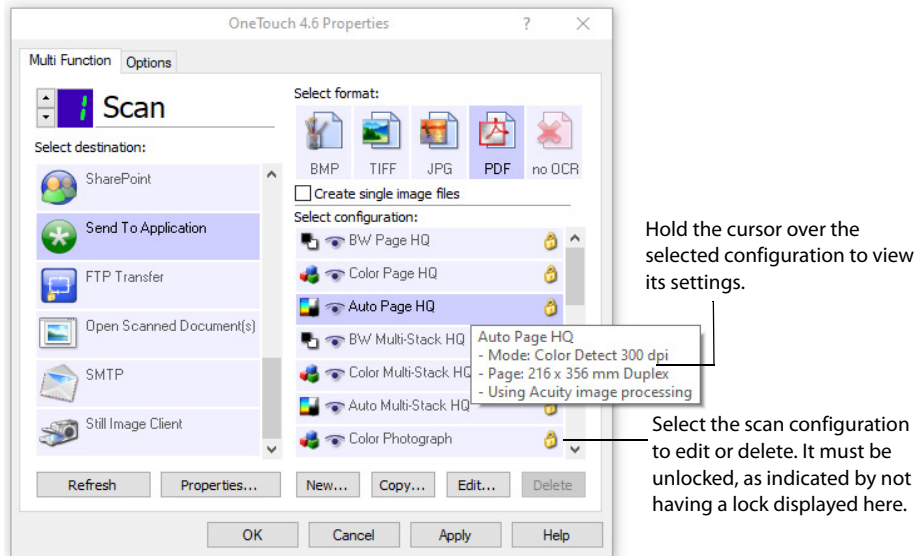 OneTouch 4.6 Properties
?
Multi Function
Options
1
Scan
Select destination:
SharePoint
Send To Application
FTP Transfer
Open Scanned Document(s)
SMTP
Still Image Client
Refresh
Properties...
Select format:
BMP
TIFF
JPG
PDF
no OCR
Create single image files
Select configuration:
BW Page HQ
Color Page HQ
Auto Page HQ
BW Multi-Stack HQ
Color Multi-Stack HQ
Auto Multi-Stack HQ
Color Photograph
Auto Page HQ
- Mode: Color Detect 300 dpi
- Page: 216 x 356 mm Duplex
- Using Acuity image processing
New...
Copy...
Edit...
Delete
OK
Cancel
Apply
Help
Hold the cursor over the
selected configuration to view
its settings.
Select the scan configuration
to edit or delete. It must be
unlocked, as indicated by not
having a lock displayed here.